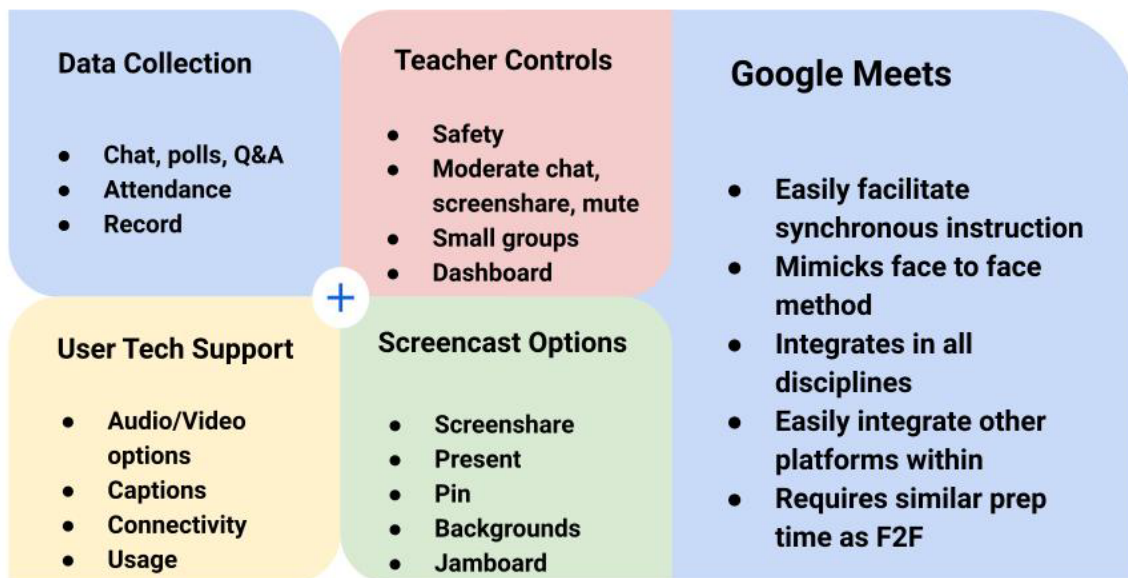 Data Collection
● Chat, polls, Q&A
● Attendance
● Record
Teacher Controls
● Safety
● Moderate chat,
screenshare, mute
● Small groups
● Dashboard
User Tech Support
● Audio/Video
options
● Captions
● Connectivity
● Usage
Screencast Options
● Screenshare
● Present
● Pin
● Backgrounds
● Jamboard
Google Meets
● Easily facilitate
synchronous instruction
● Mimicks face to face
method
● Integrates in all
disciplines
● Easily integrate other
platforms within
● Requires similar prep
time as F2F